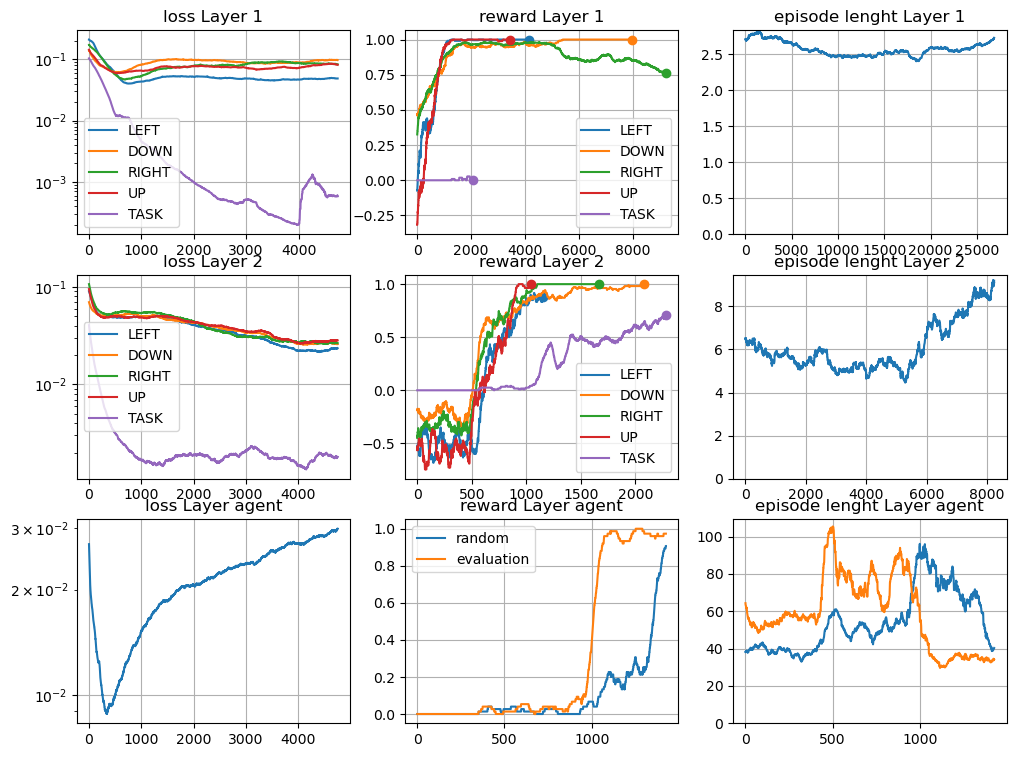 loss Layer 1
reward Layer 1
episode lenght Layer 1
10⁻¹
10⁻²
10⁻³
0 1000 2000 3000 4000
LEFT
DOWN
RIGHT
UP
TASK
1.00
0.75
0.50
0.25
0.00
−0.25
0 2000 4000 6000 8000
LEFT
DOWN
RIGHT
UP
TASK
2.5
2.0
1.5
1.0
0.5
0.0
0 5000 10000 15000 20000 25000
loss Layer 2
reward Layer 2
episode lenght Layer 2
10⁻¹
10⁻²
0 1000 2000 3000 4000
LEFT
DOWN
RIGHT
UP
TASK
1.0
0.5
0.0
−0.5
0 500 1000 1500 2000
LEFT
DOWN
RIGHT
UP
TASK
8
6
4
2
0
0 2000 4000 6000 8000
loss Layer agent
reward Layer agent
episode lenght Layer agent
3 × 10⁻²
2 × 10⁻²
10⁻²
0 1000 2000 3000 4000
1.0
0.8
0.6
0.4
0.2
0.0
0 500 1000
random
evaluation
100
80
60
40
20
0
0 500 1000